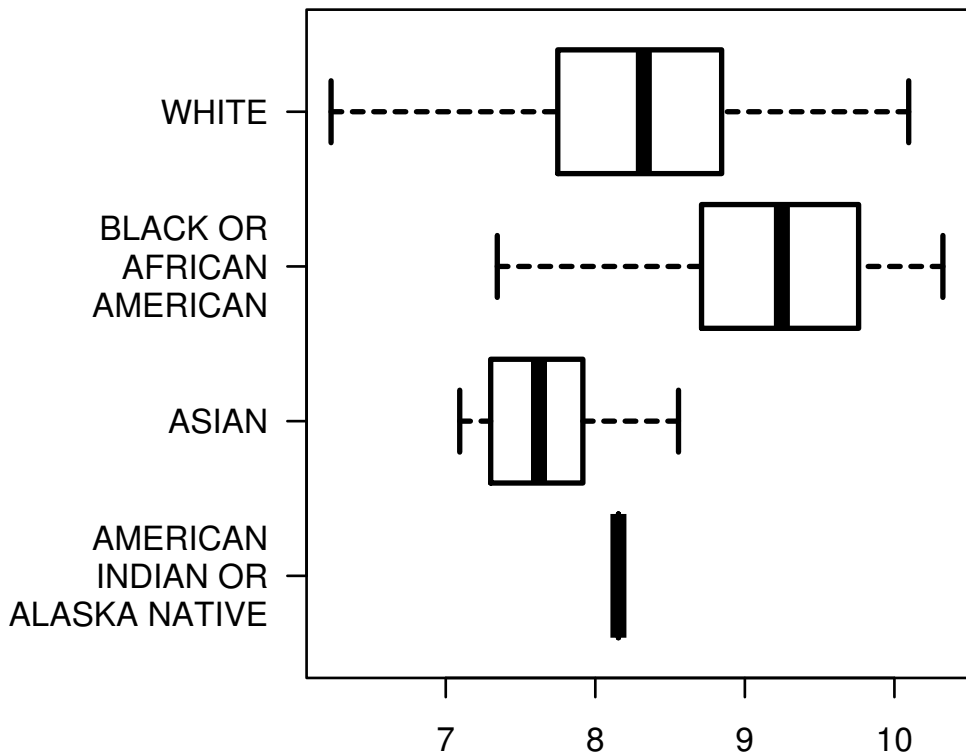 WHITE
BLACK OR
AFRICAN
AMERICAN
ASIAN
AMERICAN
INDIAN OR
ALASKA NATIVE
7 8 9 10